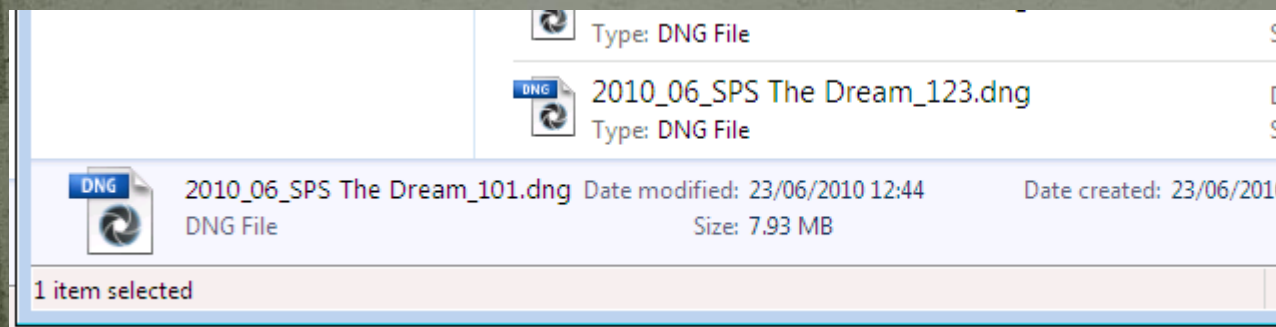 Type: DNG File
DNG
2010_06_SPS The Dream_123.dng
Type: DNG File
DNG
2010_06_SPS The Dream_101.dng Date modified: 23/06/2010 12:44 Date created: 23/06/201
DNG File Size: 7.93 MB
1 item selected